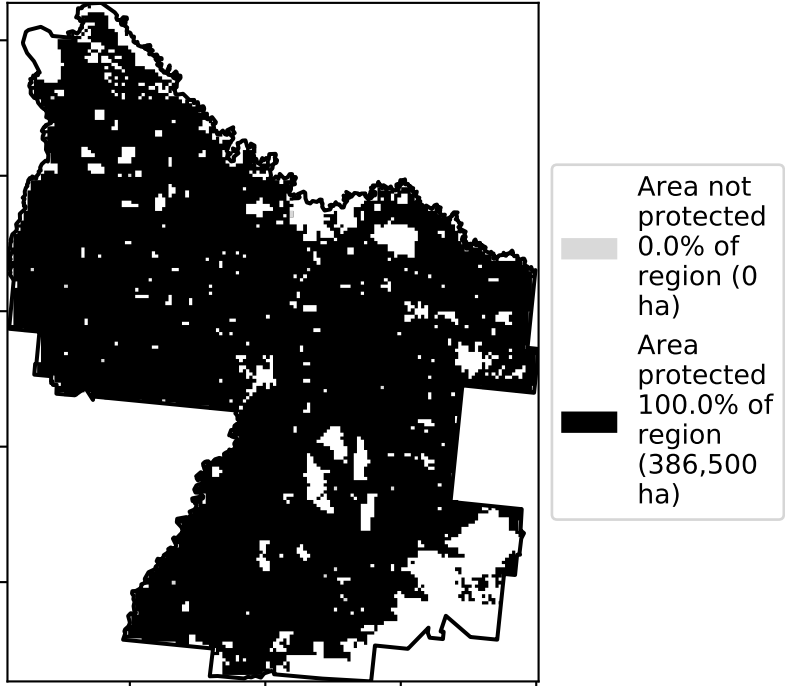 Area not
protected
0.0% of
region (0
ha)
Area
protected
100.0% of
region
(386,500
ha)